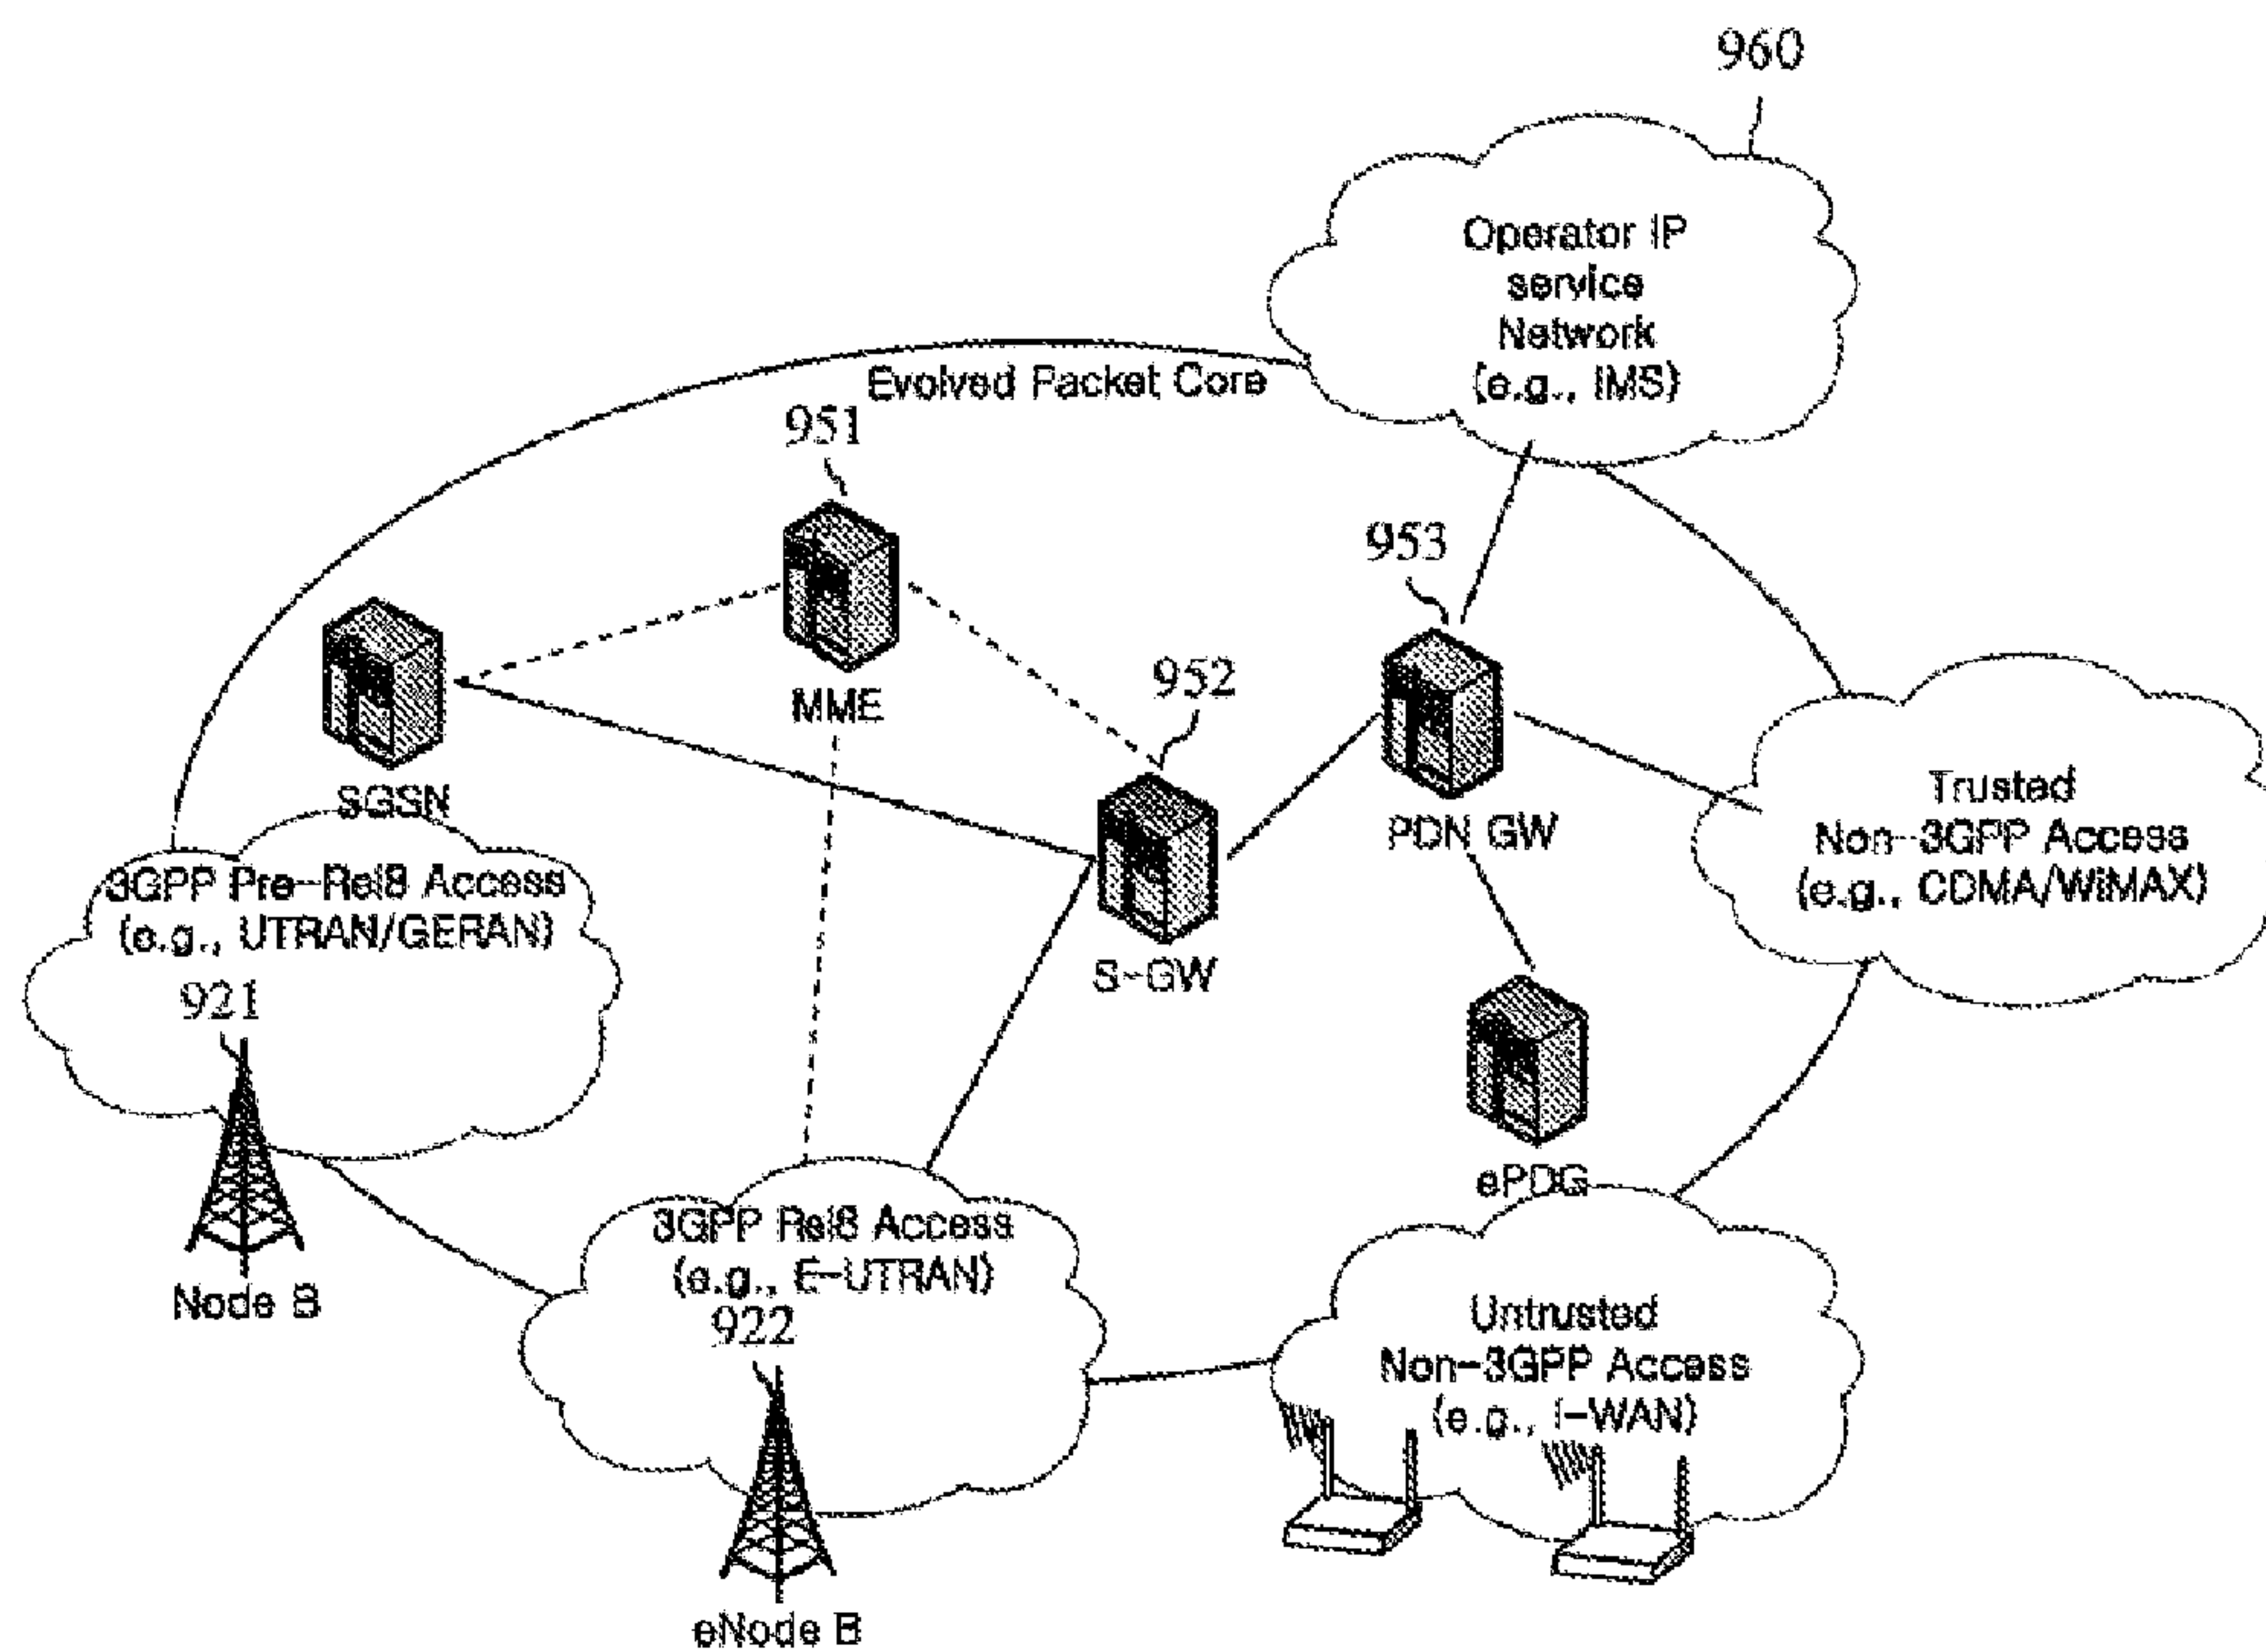 960
Operator IP
service
Network
(e.g., IMS)
Evolved Packet Core
951
953
952
MME
SGSN
PDN GW
Trusted
Non-3GPP Access
(e.g., CDMA/WiMAX)
3GPP Pre-Rel8 Access
(e.g., UTRAN/GERAN)
S-GW
921
ePDG
3GPP Rel8 Access
(e.g., E-UTRAN)
Node B
922
Untrusted
Non-3GPP Access
(e.g., I-WAN)
eNode B